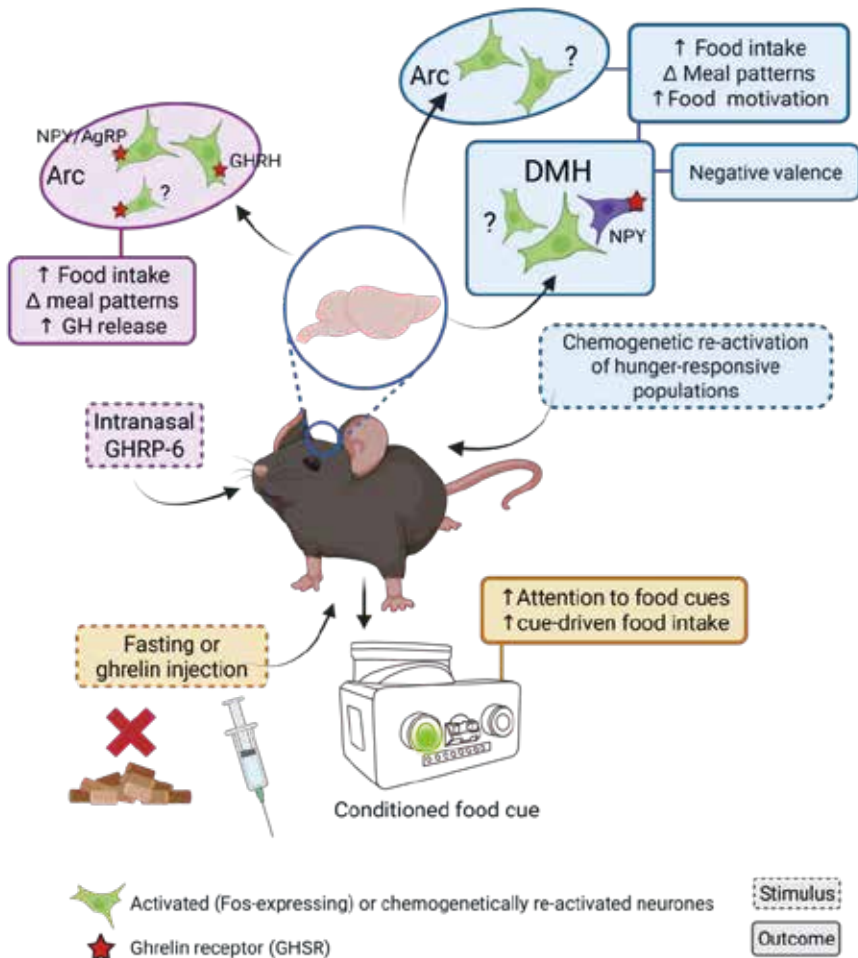 Arc
?
↑ Food intake
Δ Meal patterns
↑Food motivation
NPY/AgRP
GHRH
Arc
?
DMH
?
NPY
Negative valence
↑ Food intake
Δ meal patterns
↑ GH release
Chemogenetic re-activation
of hunger-responsive
populations
Intranasal
GHRP-6
↑Attention to food cues
↑cue-driven food intake
Fasting or
ghrelin injection
Conditioned food cue
Activated (Fos-expressing) or chemogenetically re-activated neurones
Stimulus
Ghrelin receptor (GHSR)
Outcome